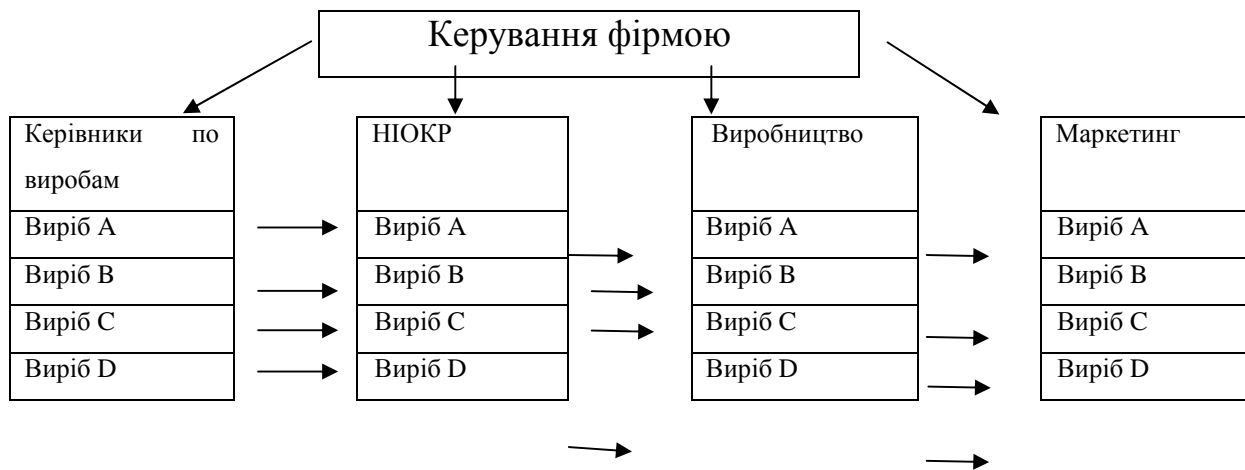 Керування фірмою
Керівники по
виробам
НІОКР
Виробництво
Маркетинг
Виріб А
Виріб А
Виріб А
Виріб А
Виріб В
Виріб В
Виріб В
Виріб В
Виріб С
Виріб С
Виріб С
Виріб С
Виріб D
Виріб D
Виріб D
Виріб D